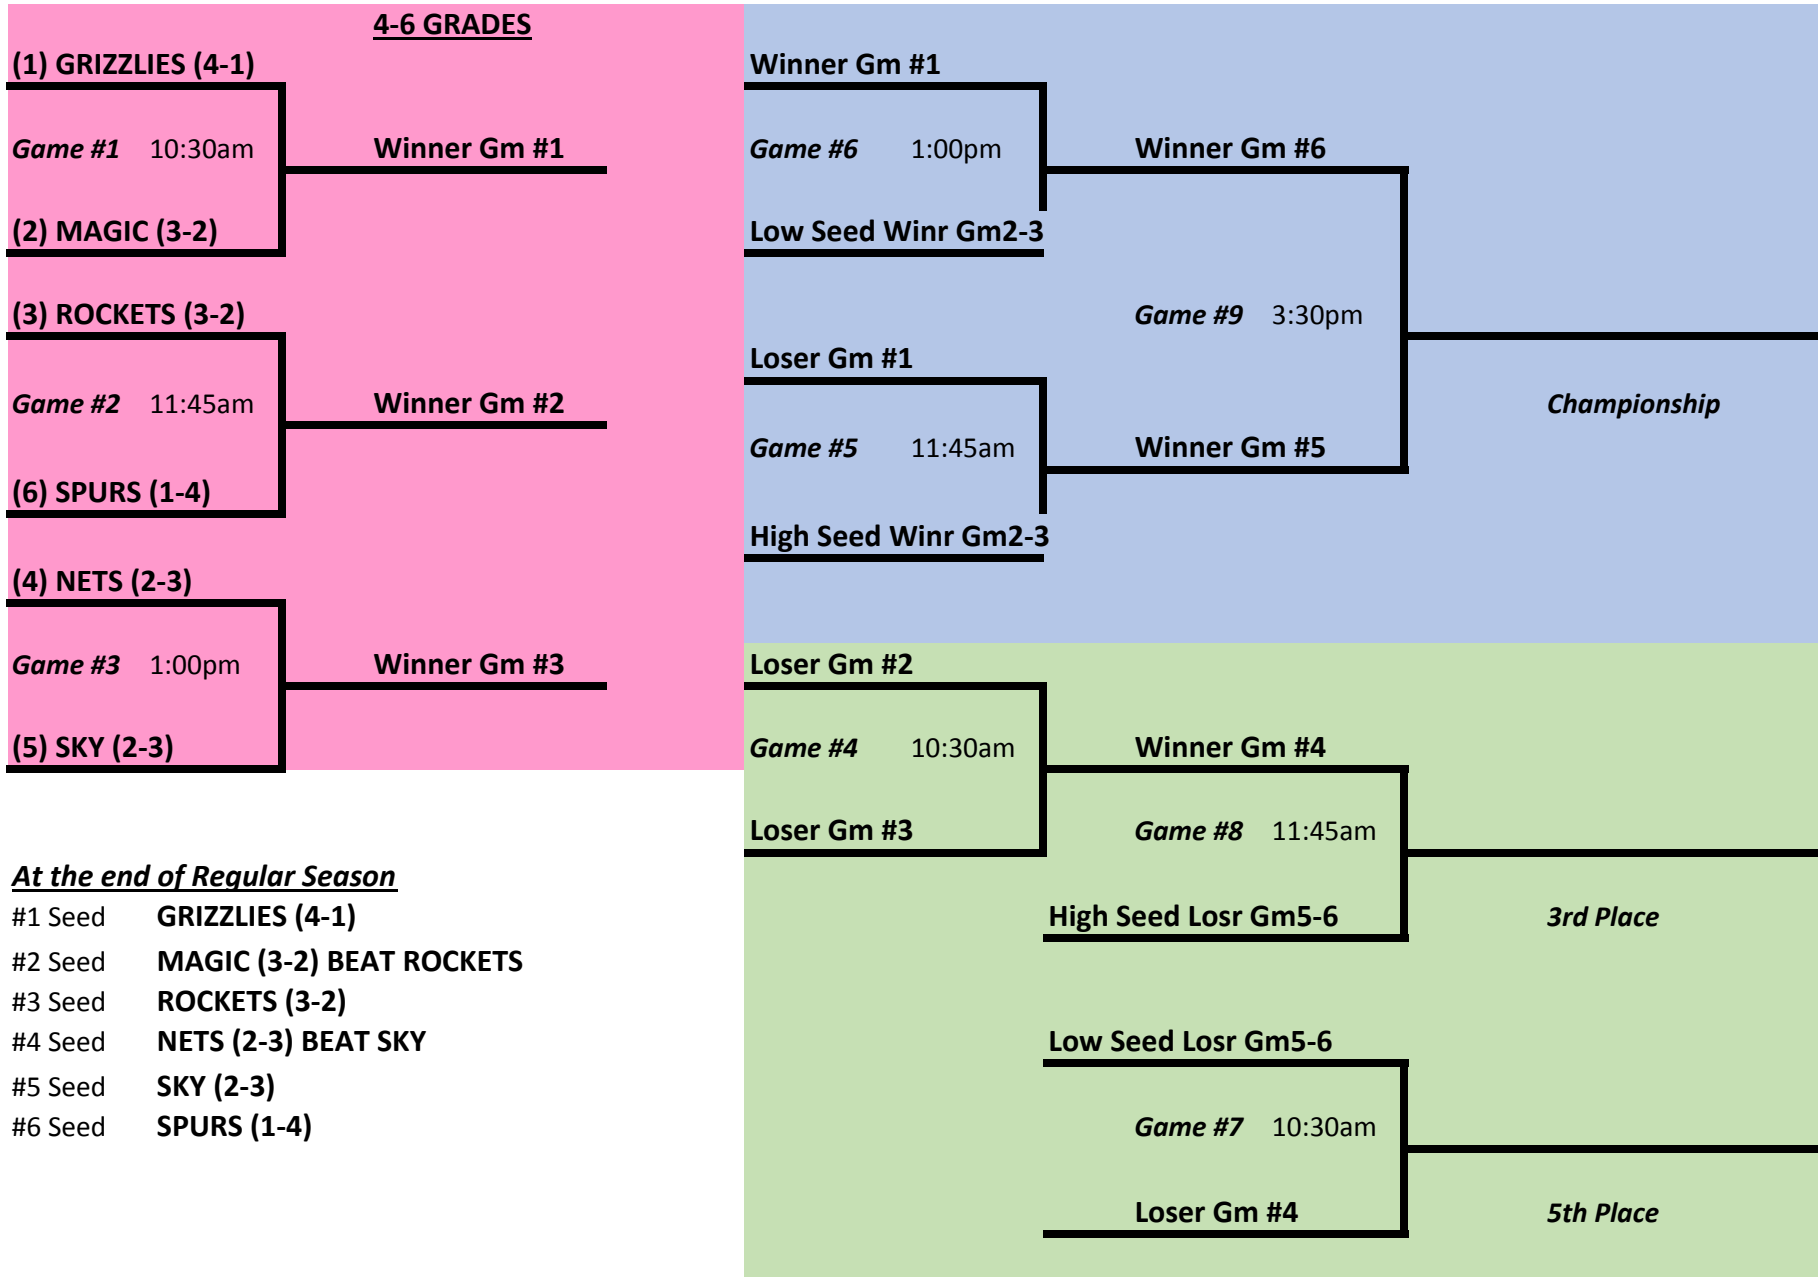 4-6 GRADES
(1) GRIZZLIES (4-1)
Game #1 10:30am
Winner Gm #1
(2) MAGIC (3-2)
(3) ROCKETS (3-2)
Game #2 11:45am
Winner Gm #2
(6) SPURS (1-4)
(4) NETS (2-3)
Game #3 1:00pm
Winner Gm #3
(5) SKY (2-3)
At the end of Regular Season
#1 Seed GRIZZLIES (4-1)
#2 Seed MAGIC (3-2) BEAT ROCKETS
#3 Seed ROCKETS (3-2)
#4 Seed NETS (2-3) BEAT SKY
#5 Seed SKY (2-3)
#6 Seed SPURS (1-4)
Winner Gm #1
Game #6 1:00pm
Winner Gm #6
Low Seed Winr Gm2-3
Game #9 3:30pm
Loser Gm #1
Championship
Game #5 11:45am
Winner Gm #5
High Seed Winr Gm2-3
Loser Gm #2
Game #4 10:30am
Winner Gm #4
Loser Gm #3
Game #8 11:45am
High Seed Losr Gm5-6
3rd Place
Low Seed Losr Gm5-6
Game #7 10:30am
Loser Gm #4
5th Place